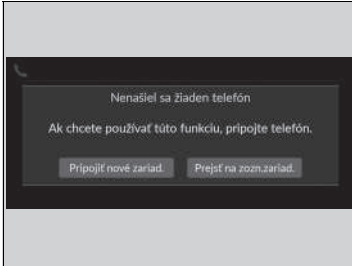 Nenašiel sa žiaden telefón
Ak chcete používať túto funkciu, pripojte telefón.
Pripojiť nové zariad.
Prejsť na zozn.zariad.